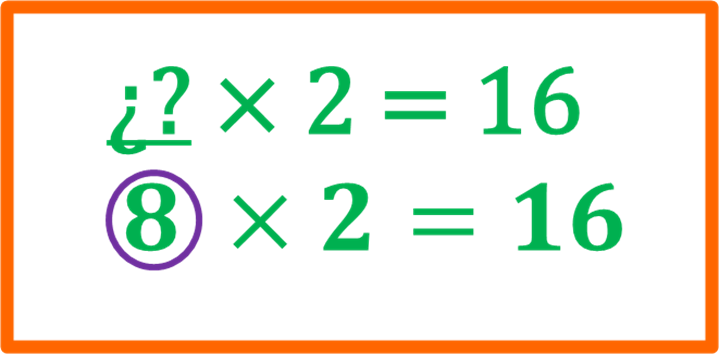 ¿? × 2 = 16
8 × 2 = 16